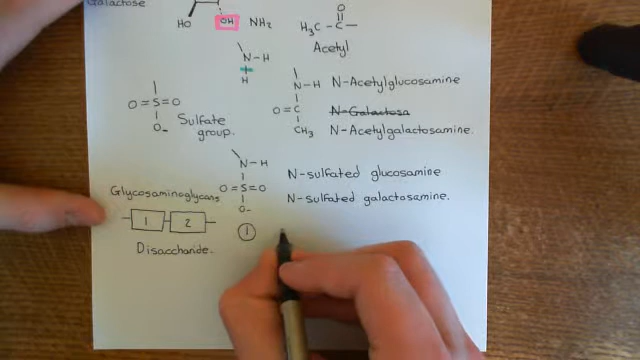 Galactose
HO
OH
NH2
O
H3C - C -
Acetyl
N - H
H
O = S = O
O-
Sulfate
group.
N - H
O = C
CH3
N-Acetylglucosamine
N-Galactosa
N-Acetylgalactosamine.
N - H
O = S = O
O-
N-sulfated glucosamine
N-sulfated galactosamine.
Glycosaminoglycans
1 2
Disaccharide.
1